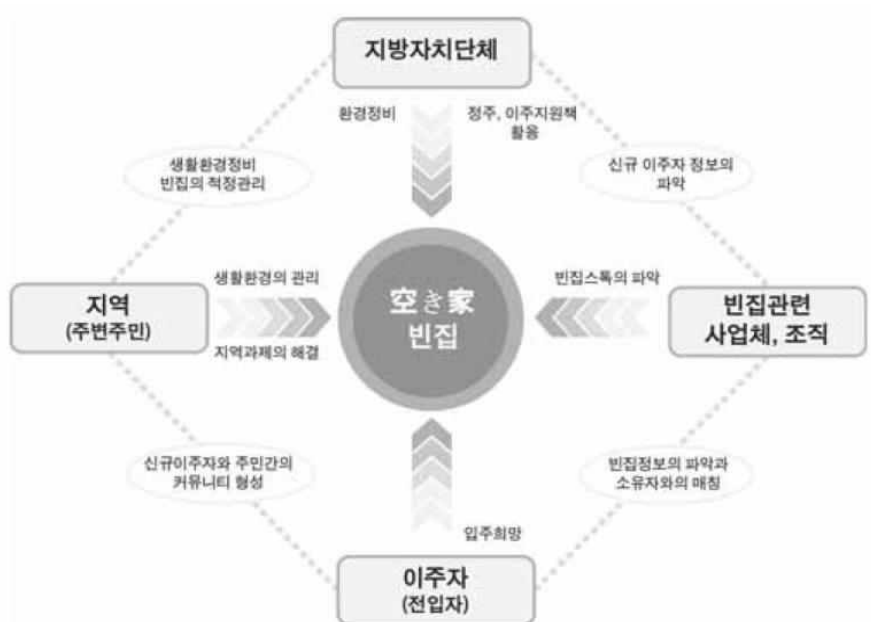 지방자치단체
환경정비
정주, 이주지원책
활용
생활환경정비
빈집의 적정관리
신규 이주자 정보의
파악
생활환경의 관리
빈집스톡의 파악
지역
(주변주민)
空き家
빈집
빈집관련
사업체, 조직
지역과제의 해결
신규이주자와 주민간의
커뮤니티 형성
빈집정보의 파악과
소유자와의 매칭
입주희망
이주자
(전입자)